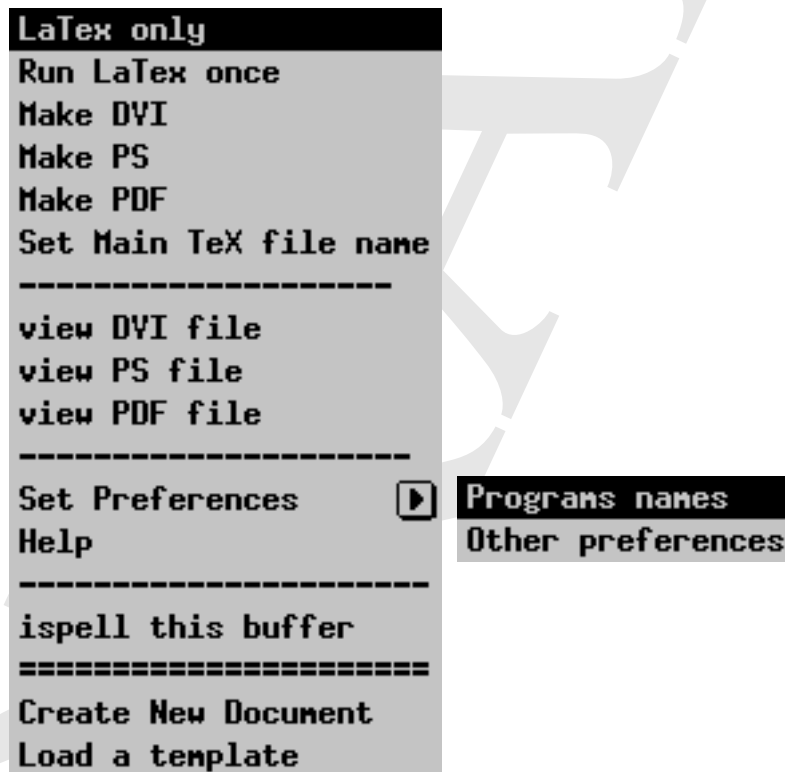 LaTex only
Run LaTex once
Make DVI
Make PS
Make PDF
Set Main TeX file name
--------------------
view DVI file
view PS file
view PDF file
---------------------
Set Preferences
Programs names
Help
Other preferences
----------------------
ispell this buffer
======================
Create New Document
Load a template